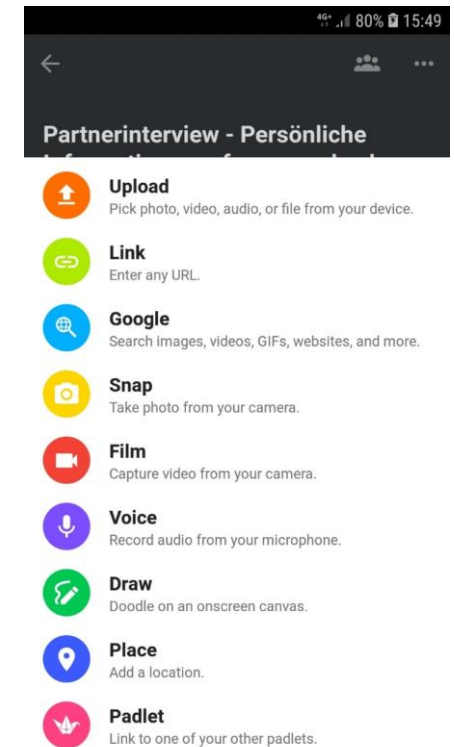 4G+ 80% 15:49
Partnerinterview - Persönliche
Upload
Pick photo, video, audio, or file from your device.
Link
Enter any URL.
Google
Search images, videos, GIFs, websites, and more.
Snap
Take photo from your camera.
Film
Capture video from your camera.
Voice
Record audio from your microphone.
Draw
Doodle on an onscreen canvas.
Place
Add a location.
Padlet
Link to one of your other padlets.